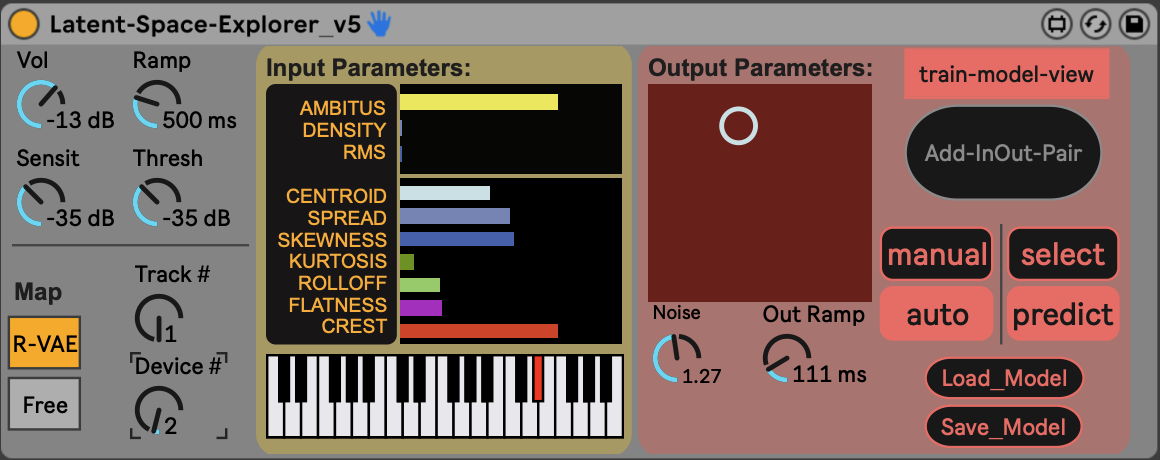 Latent-Space-Explorer_v5
Vol
Ramp
-13 dB
500 ms
Sensit
Thresh
-35 dB
-35 dB
Map
R-VAE
Free
Track #
1
Device #
2
Input Parameters:
AMBITUS
DENSITY
RMS
CENTROID
SPREAD
SKEWNESS
KURTOSIS
ROLLOFF
FLATNESS
CREST
Output Parameters:
Noise
Out Ramp
1.27
111 ms
train-model-view
Add-InOut-Pair
manual
select
auto
predict
Load_Model
Save_Model